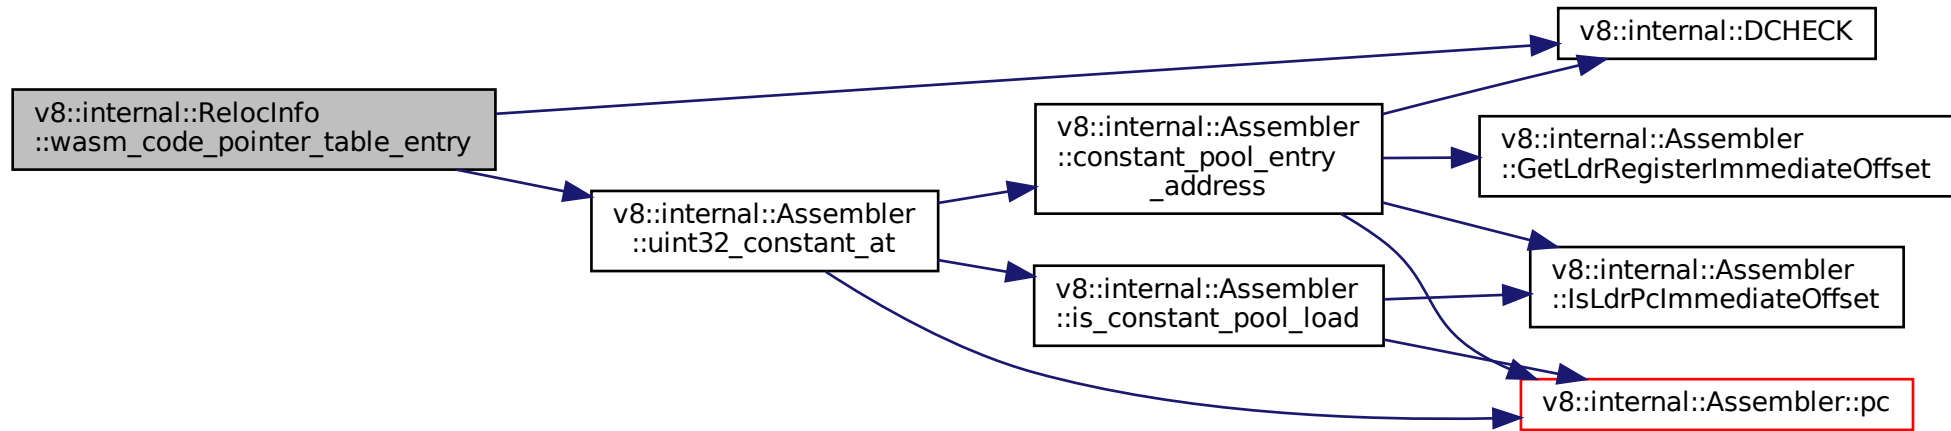 v8::internal::RelocInfo
::wasm_code_pointer_table_entry
v8::internal::Assembler
::uint32_constant_at
v8::internal::Assembler
::constant_pool_entry
_address
v8::internal::Assembler
::is_constant_pool_load
v8::internal::DCHECK
v8::internal::Assembler
::GetLdrRegisterImmediateOffset
v8::internal::Assembler
::IsLdrPcImmediateOffset
v8::internal::Assembler::pc